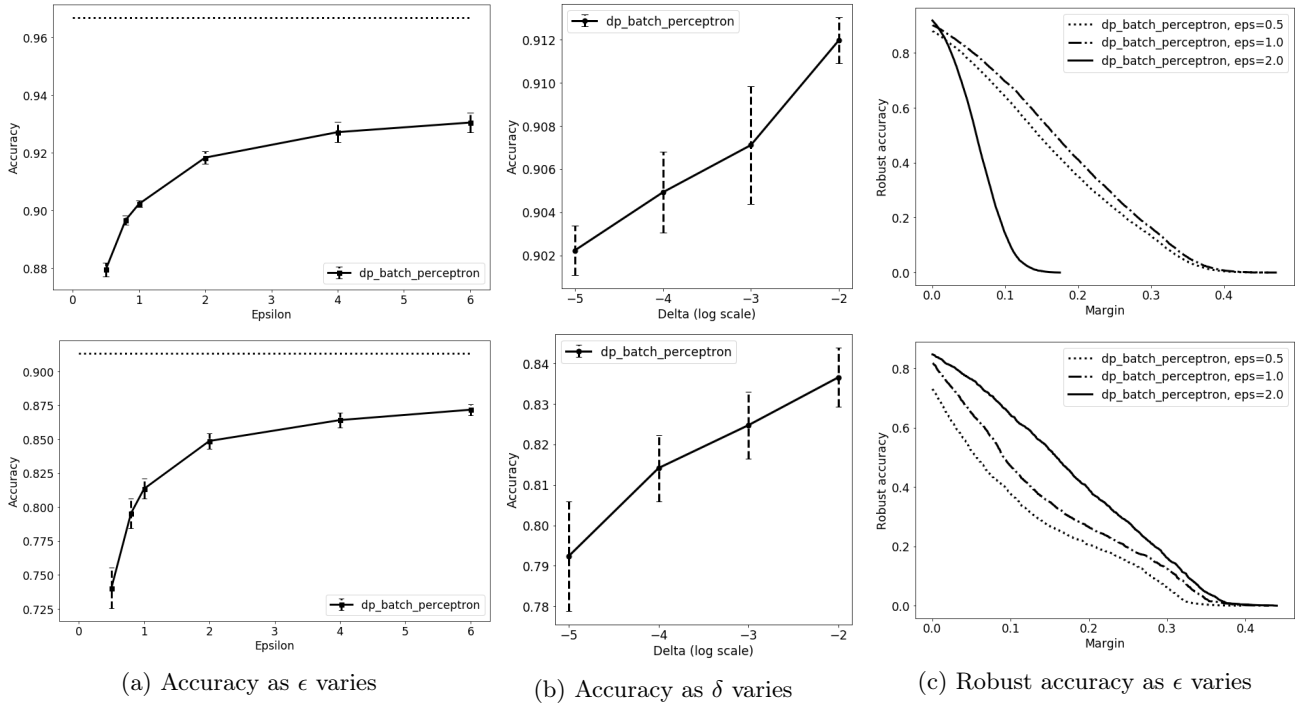 0.96
0.94
0.92
0.90
0.88
Accuracy
0 1 2 3 4 5 6
Epsilon
dp_batch_perceptron
0.912
0.910
0.908
0.906
0.904
0.902
Accuracy
−5 −4 −3 −2
Delta (log scale)
dp_batch_perceptron
0.8
0.6
0.4
0.2
0.0
Robust accuracy
0.0 0.1 0.2 0.3 0.4
Margin
dp_batch_perceptron, eps=0.5
dp_batch_perceptron, eps=1.0
dp_batch_perceptron, eps=2.0
0.900
0.875
0.850
0.825
0.800
0.775
0.750
0.725
Accuracy
0 1 2 3 4 5 6
Epsilon
dp_batch_perceptron
0.84
0.83
0.82
0.81
0.80
0.79
0.78
Accuracy
−5 −4 −3 −2
Delta (log scale)
dp_batch_perceptron
0.8
0.6
0.4
0.2
0.0
Robust accuracy
0.0 0.1 0.2 0.3 0.4
Margin
dp_batch_perceptron, eps=0.5
dp_batch_perceptron, eps=1.0
dp_batch_perceptron, eps=2.0
(a) Accuracy as ϵ varies
(b) Accuracy as δ varies
(c) Robust accuracy as ϵ varies